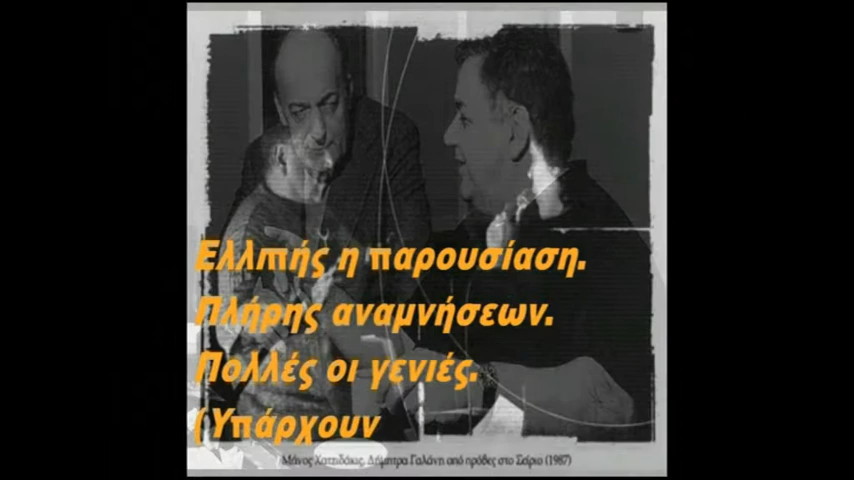 Ελλιπής η παρουσίαση.
Πλήρης αναμνήσεων.
Πολλές οι γενιές.
(Υπάρχουν
Μάνος Χατζιδάκις, Δήμητρα Γαλάνη από πρόβες στο Σείριο (1987)